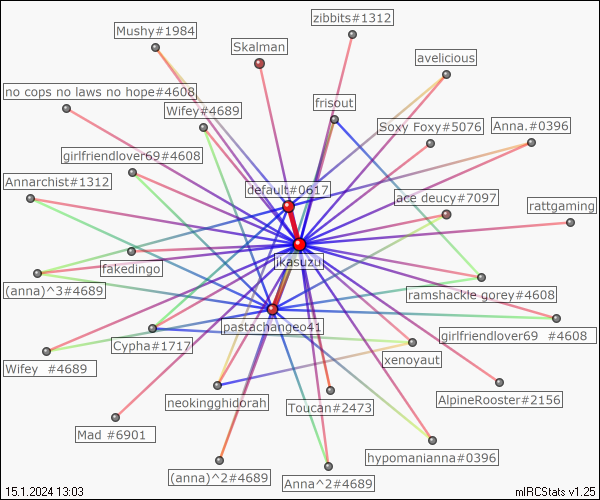 zibbits#1312
Mushy#1984
Skalman
avelicious
no cops no laws no hope#4608
frisout
Wifey#4689
Soxy Foxy#5076
Anna.#0396
girlfriendlover69#4608
Annarchist#1312
default#0617
ace deucy#7097
rattgaming
jkasuzu
fakedingo
(anna)^3#4689
ramshackle gorey#4608
pastachangeo41
girlfriendlover69 #4608
Cypha#1717
xenoyaut
Wifey #4689
neokingghidorah
Toucan#2473
AlpineRooster#2156
Mad #6901
hypomanianna#0396
(anna)^2#4689
Anna^2#4689
15.1.2024 13:03
mIRCStats v1.25